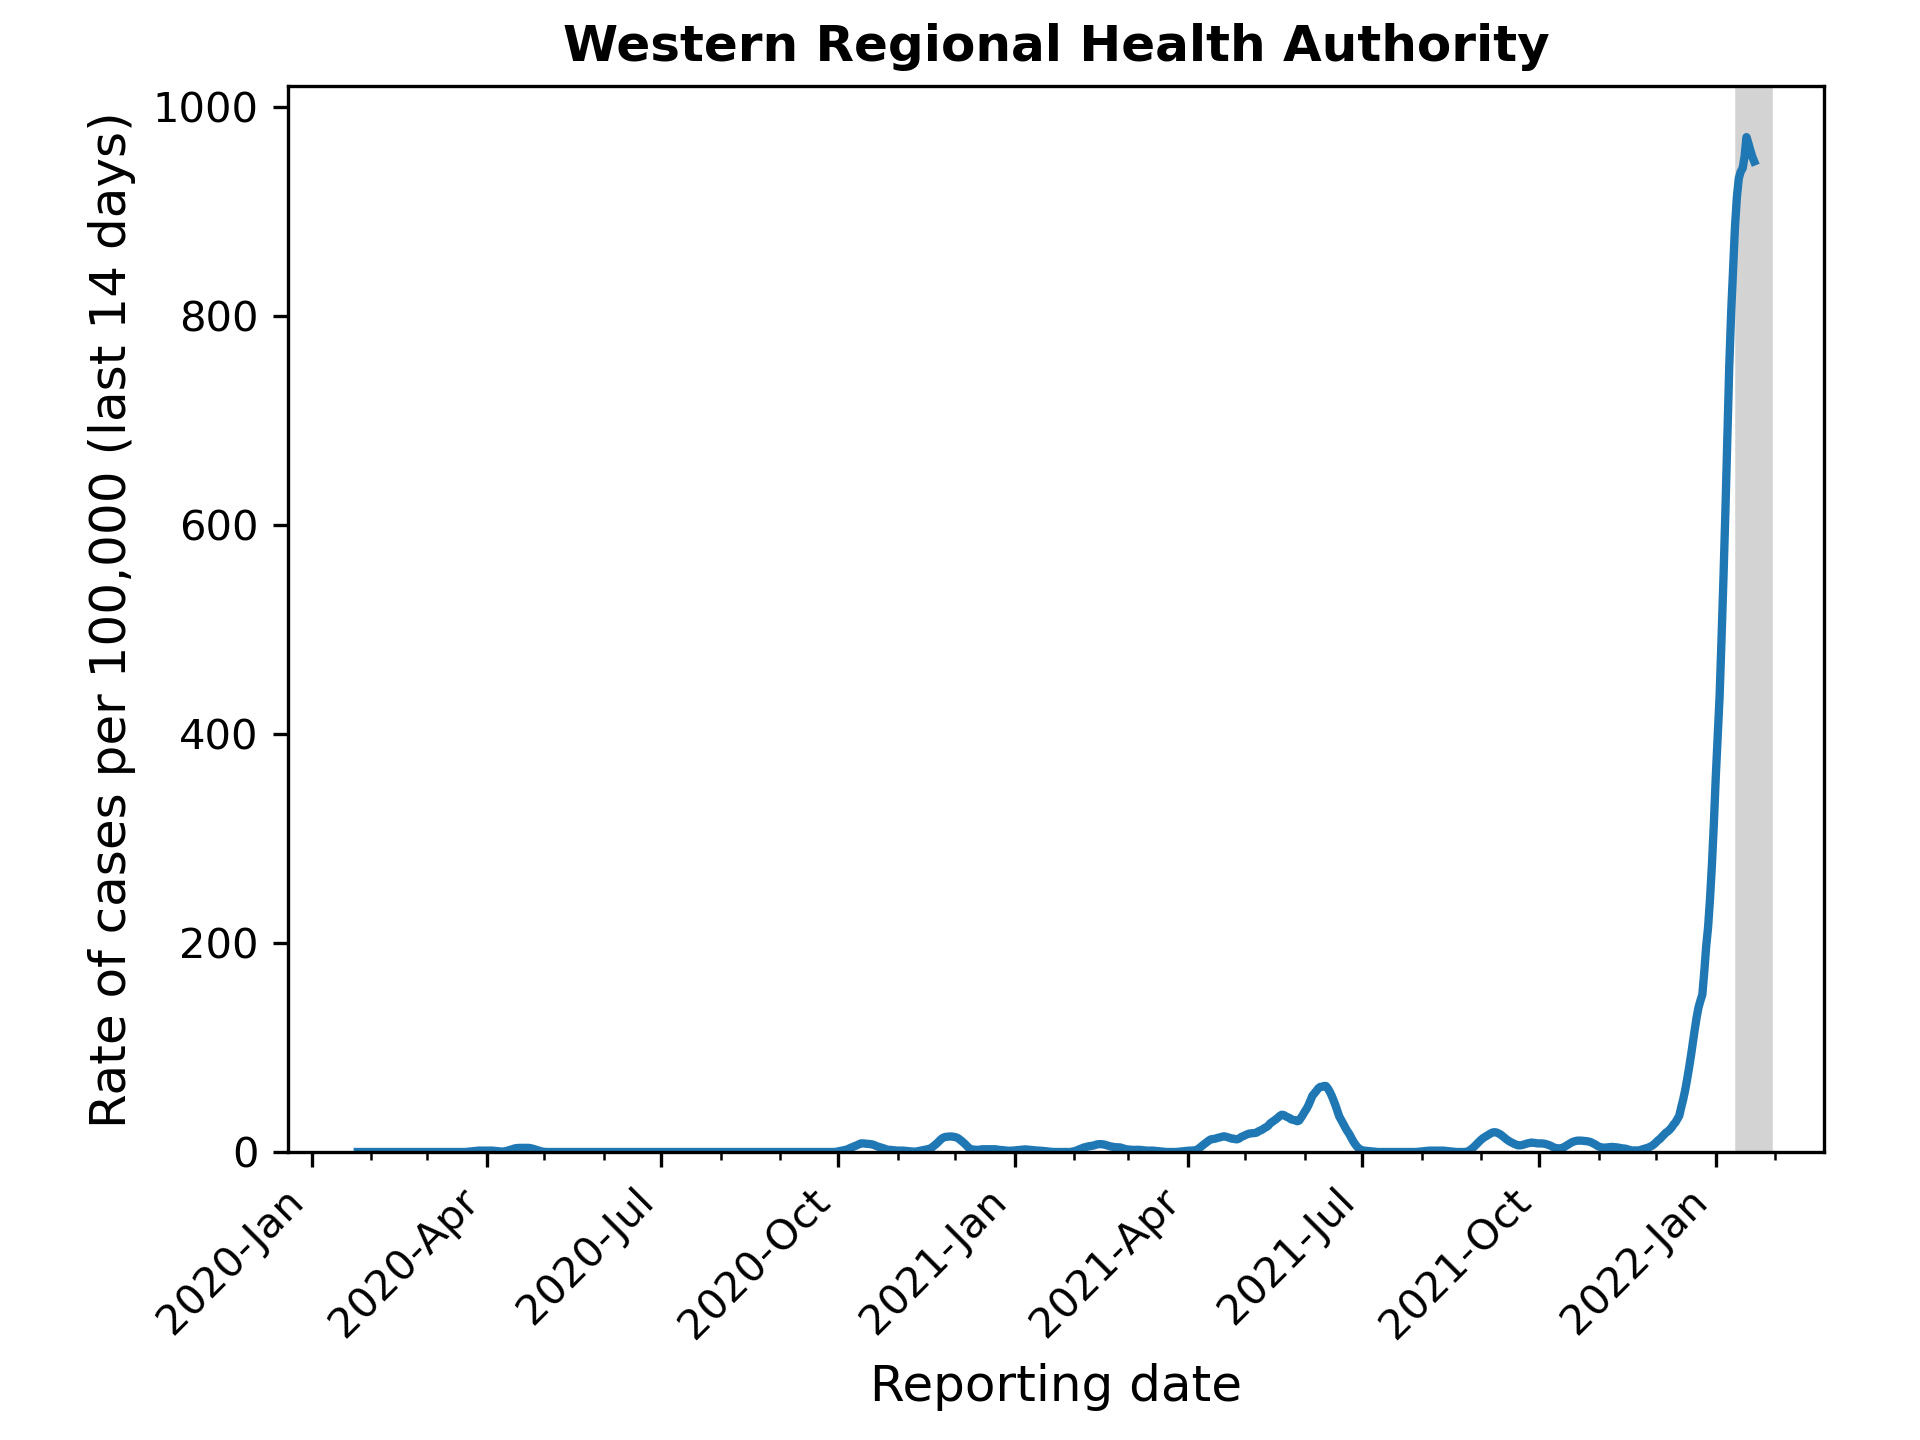 Western Regional Health Authority
Rate of cases per 100,000 (last 14 days)
1000
800
600
400
200
0
2020-Jan
2020-Apr
2020-Jul
2020-Oct
2021-Jan
2021-Apr
2021-Jul
2021-Oct
2022-Jan
Reporting date